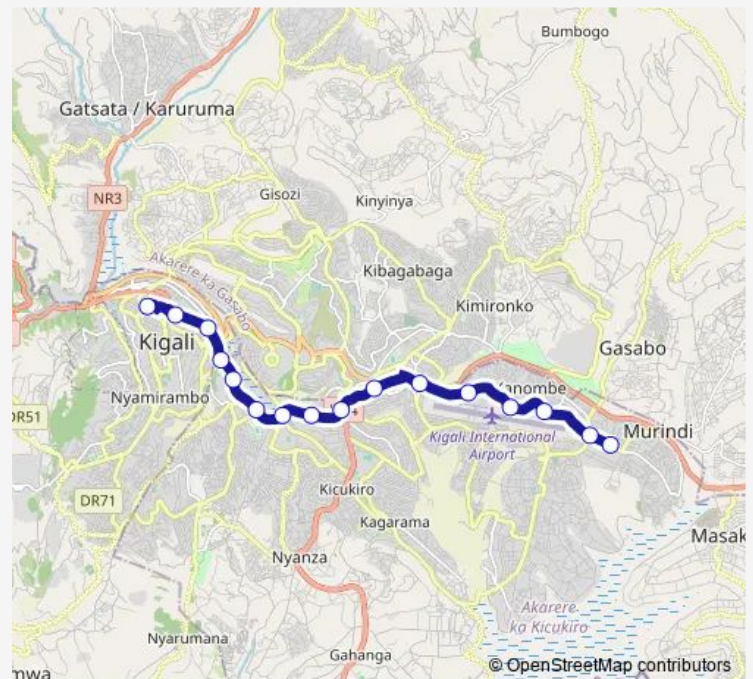 Bumbogo
Gatsata / Karuruma
NR3
Gisozi
Kinyinya
Akarere ka Gasabo
Kibagabaga
Kimironko
Kigali
Gasabo
Nyamirambo
Kanombe
DR51
Murindi
Kigali International
Airport
DR71
Kicukiro
Kagarama
Masak
Nyanza
Akarere
ka Kicukiro
Nyarumana
Gahanga
mwa
© OpenStreetMap contributors